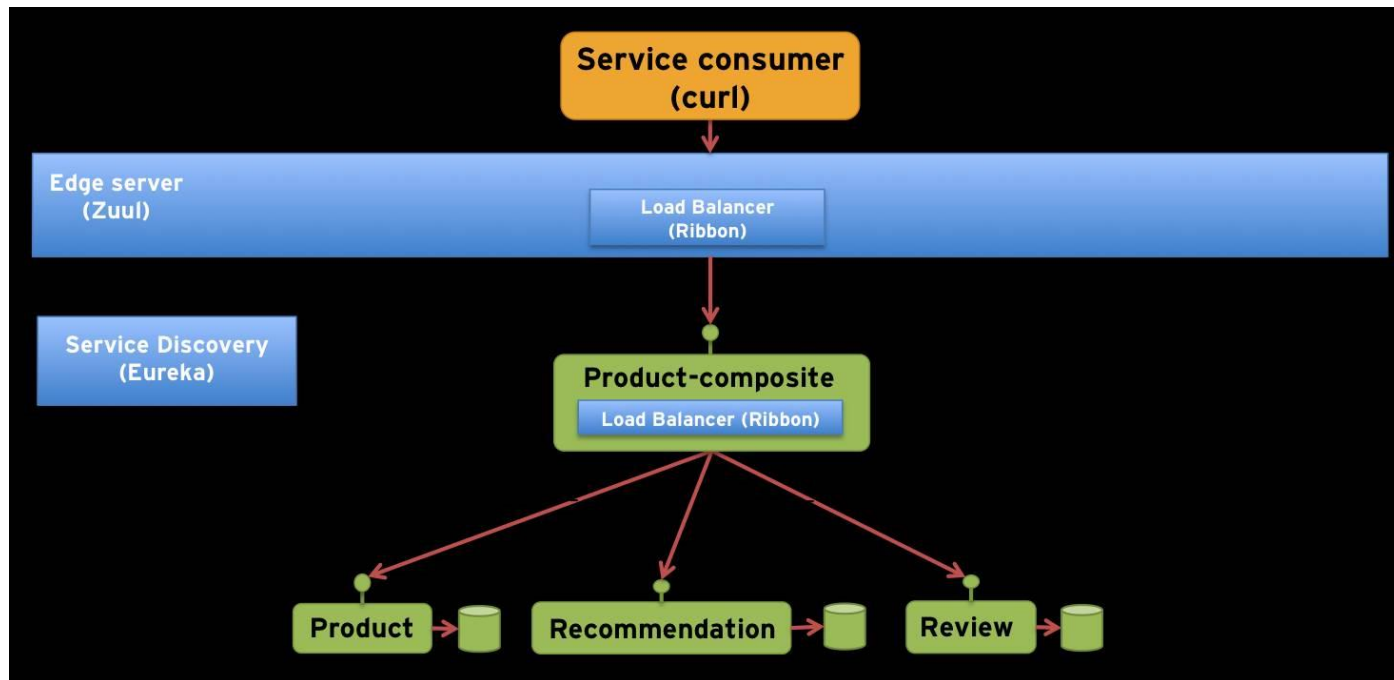 Service consumer
(curl)
Edge server
(Zuul)
Load Balancer
(Ribbon)
Service Discovery
(Eureka)
Product-composite
Load Balancer (Ribbon)
Product
Recommendation
Review